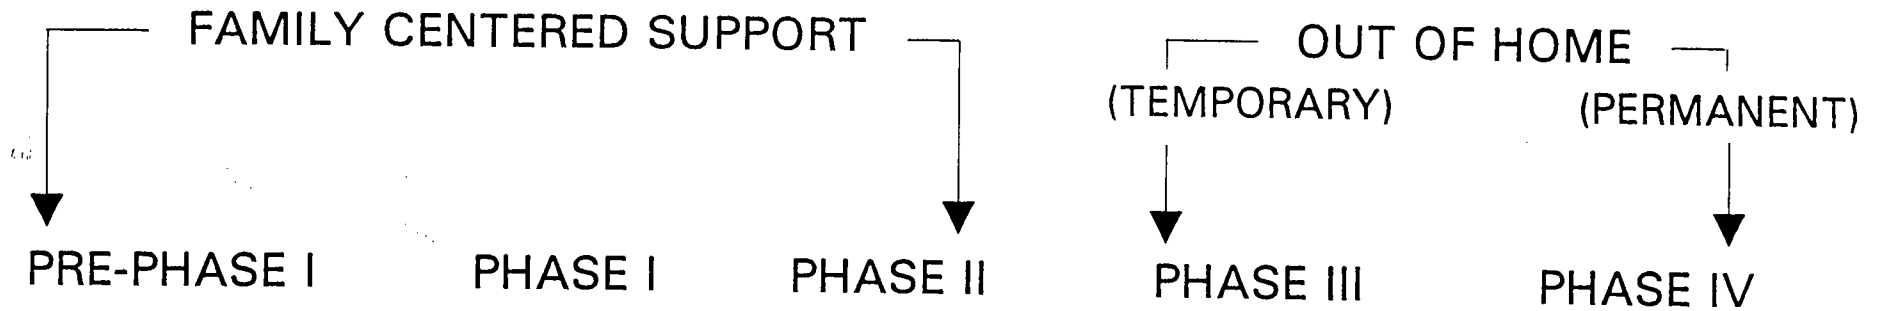 FAMILY CENTERED SUPPORT
OUT OF HOME
(TEMPORARY)
(PERMANENT)
PRE-PHASE I
PHASE I
PHASE II
PHASE III
PHASE IV